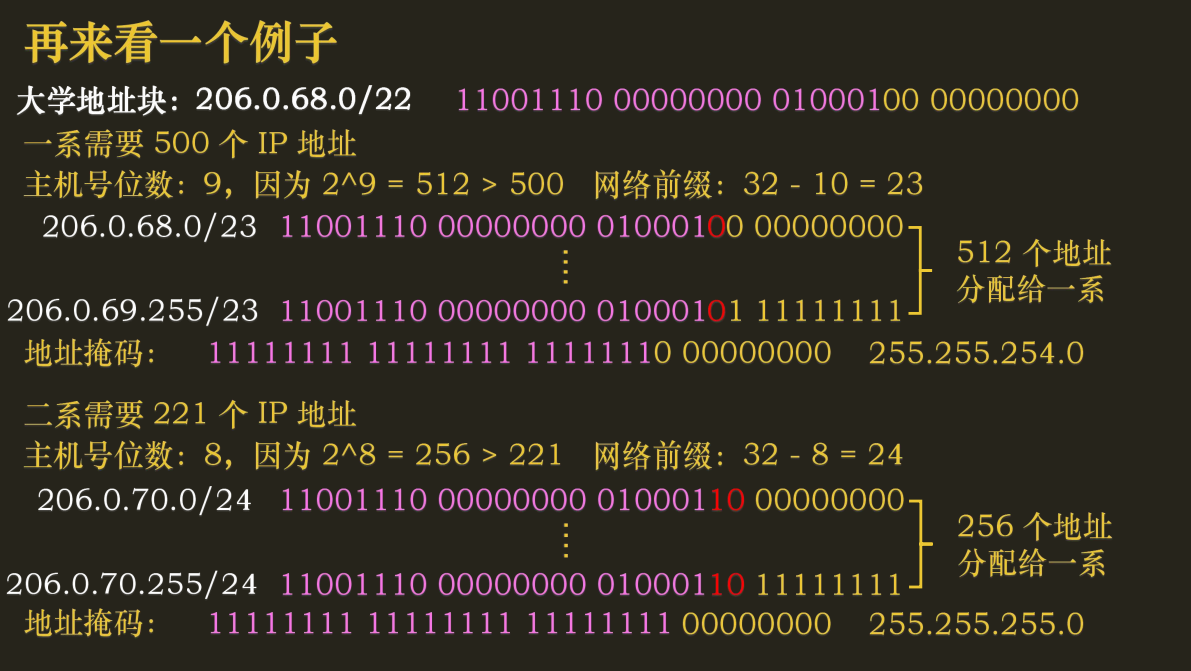 再来看一个例子
大学地址块：206.0.68.0/22 11001110 00000000 01000100 00000000
一系需要 500 个 IP 地址
主机号位数：9，因为 2^9 = 512 > 500 网络前缀：32 - 10 = 23
206.0.68.0/23 11001110 00000000 01000100 00000000
512 个地址
分配给一系
206.0.69.255/23 11001110 00000000 01000101 11111111
地址掩码： 11111111 11111111 11111110 00000000 255.255.254.0
二系需要 221 个 IP 地址
主机号位数：8，因为 2^8 = 256 > 221 网络前缀：32 - 8 = 24
206.0.70.0/24 11001110 00000000 01000110 00000000
256 个地址
分配给一系
206.0.70.255/24 11001110 00000000 01000110 11111111
地址掩码： 11111111 11111111 11111111 00000000 255.255.255.0